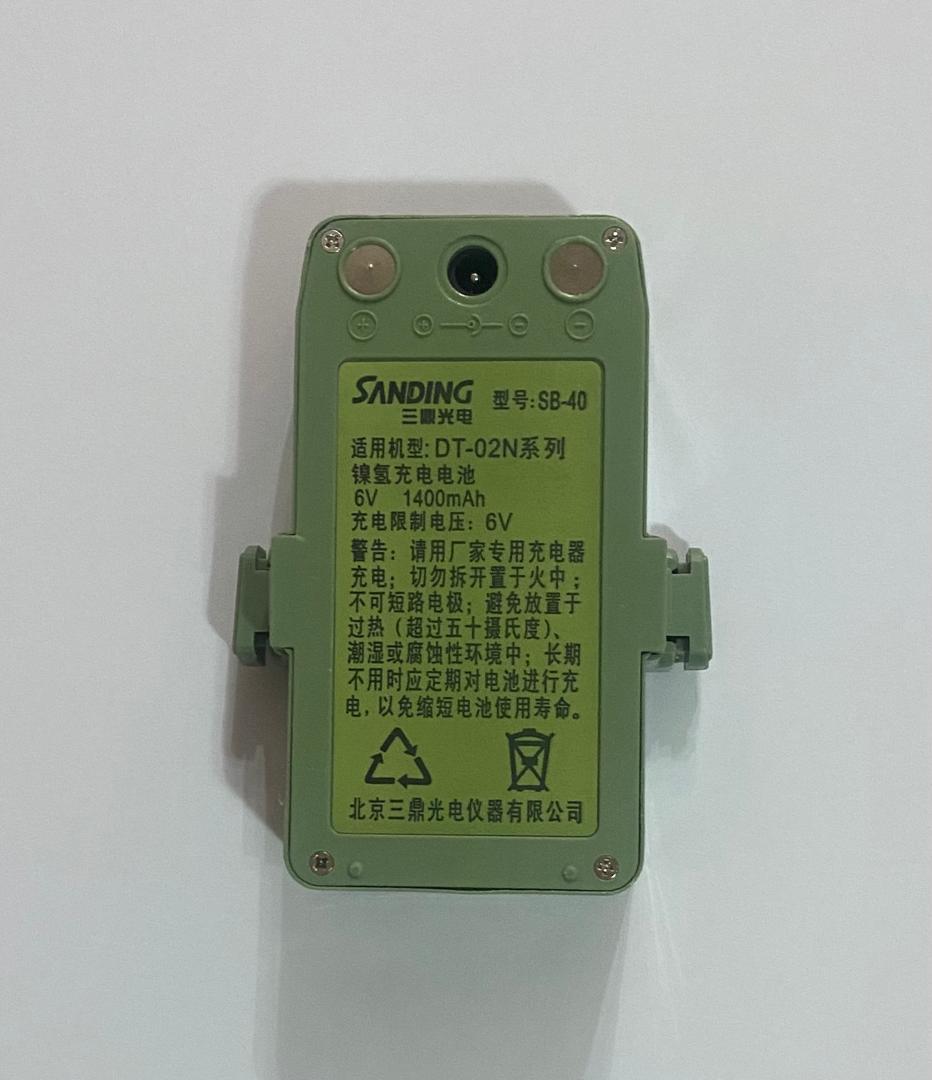 SANDING
三鼎光电
型号:SB-40
适用机型:DT-02N系列
镍氢充电电池
6V 1400mAh
充电限制电压：6V
警告：请用厂家专用充电器
充电；切勿拆开置于火中；
不可短路电极；避免放置于
过热（超过五十摄氏度）、
潮湿或腐蚀性环境中；长期
不用时应定期对电池进行充
电，以免缩短电池使用寿命。
北京三鼎光电仪器有限公司